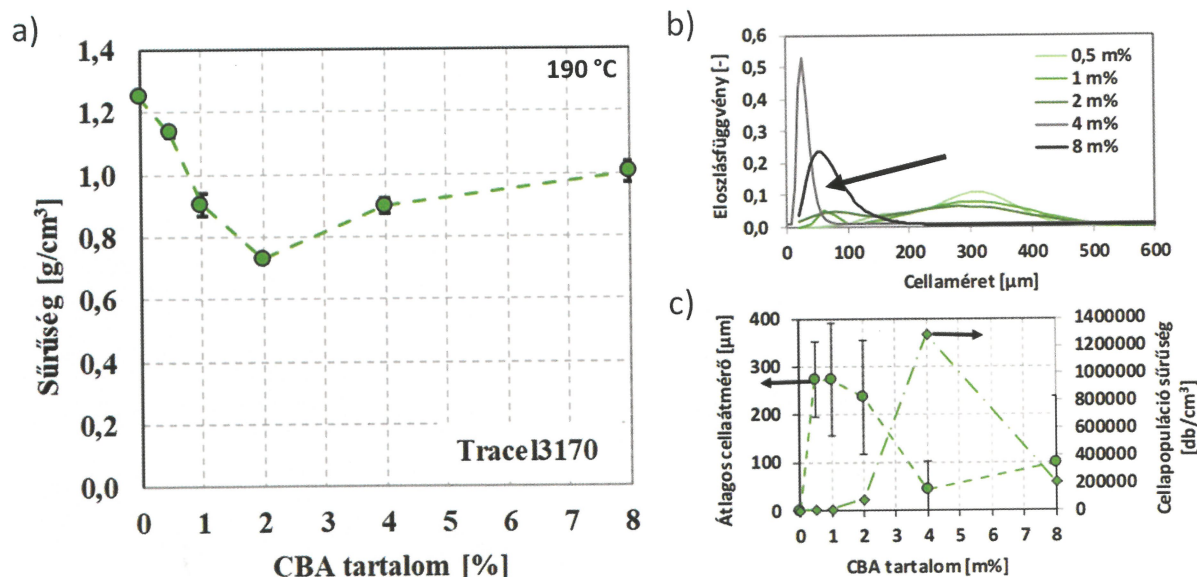 a)
Sűrűség [g/cm³]
1,4
1,2
1,0
0,8
0,6
0,4
0,2
0,0
190 °C
Tracel3170
0 1 2 3 4 5 6 7 8
CBA tartalom [%]
b)
Eloszlásfüggvény [-]
0,6
0,5
0,4
0,3
0,2
0,1
0,0
0,5 m%
1 m%
2 m%
4 m%
8 m%
0 100 200 300 400 500 600
Cellaméret [µm]
c)
Átlagos cellaátmérő [µm]
400
300
200
100
0
1400000
1200000
1000000
800000
600000
400000
200000
0
Cellapopuláció sűrűség
[db/cm³]
0 1 2 3 4 5 6 7 8
CBA tartalom [m%]